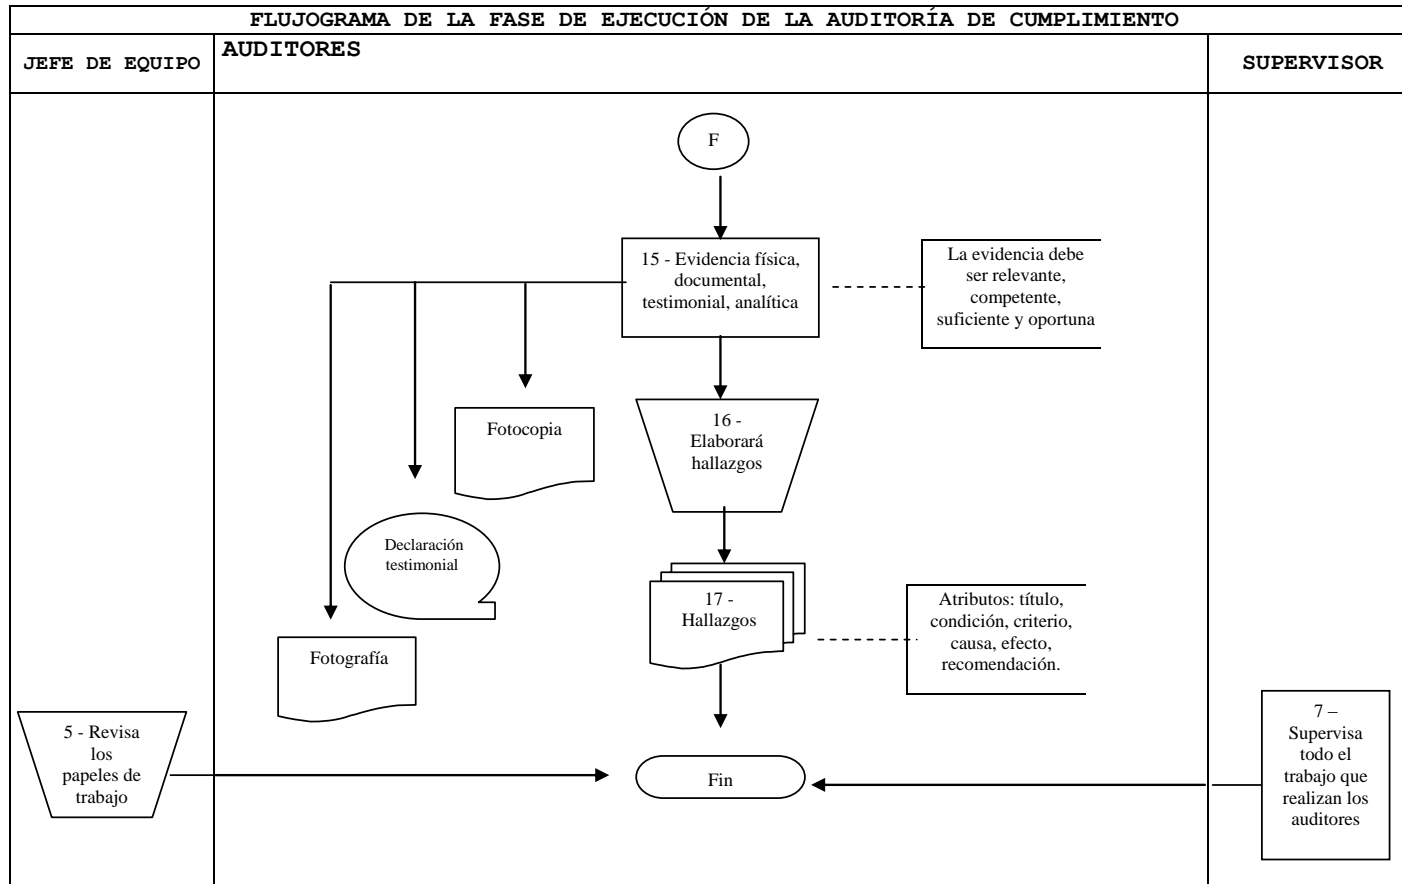 FLUJOGRAMA DE LA FASE DE EJECUCIÓN DE LA AUDITORÍA DE CUMPLIMIENTO
JEFE DE EQUIPO
AUDITORES
SUPERVISOR
F
15 - Evidencia física,
documental,
testimonial, analítica
La evidencia debe
ser relevante,
competente,
suficiente y oportuna
Fotocopia
16 -
Elaborará
hallazgos
Declaración
testimonial
17 -
Hallazgos
Atributos: título,
condición, criterio,
causa, efecto,
recomendación.
Fotografía
5 - Revisa
los
papeles de
trabajo
Fin
7 –
Supervisa
todo el
trabajo que
realizan los
auditores